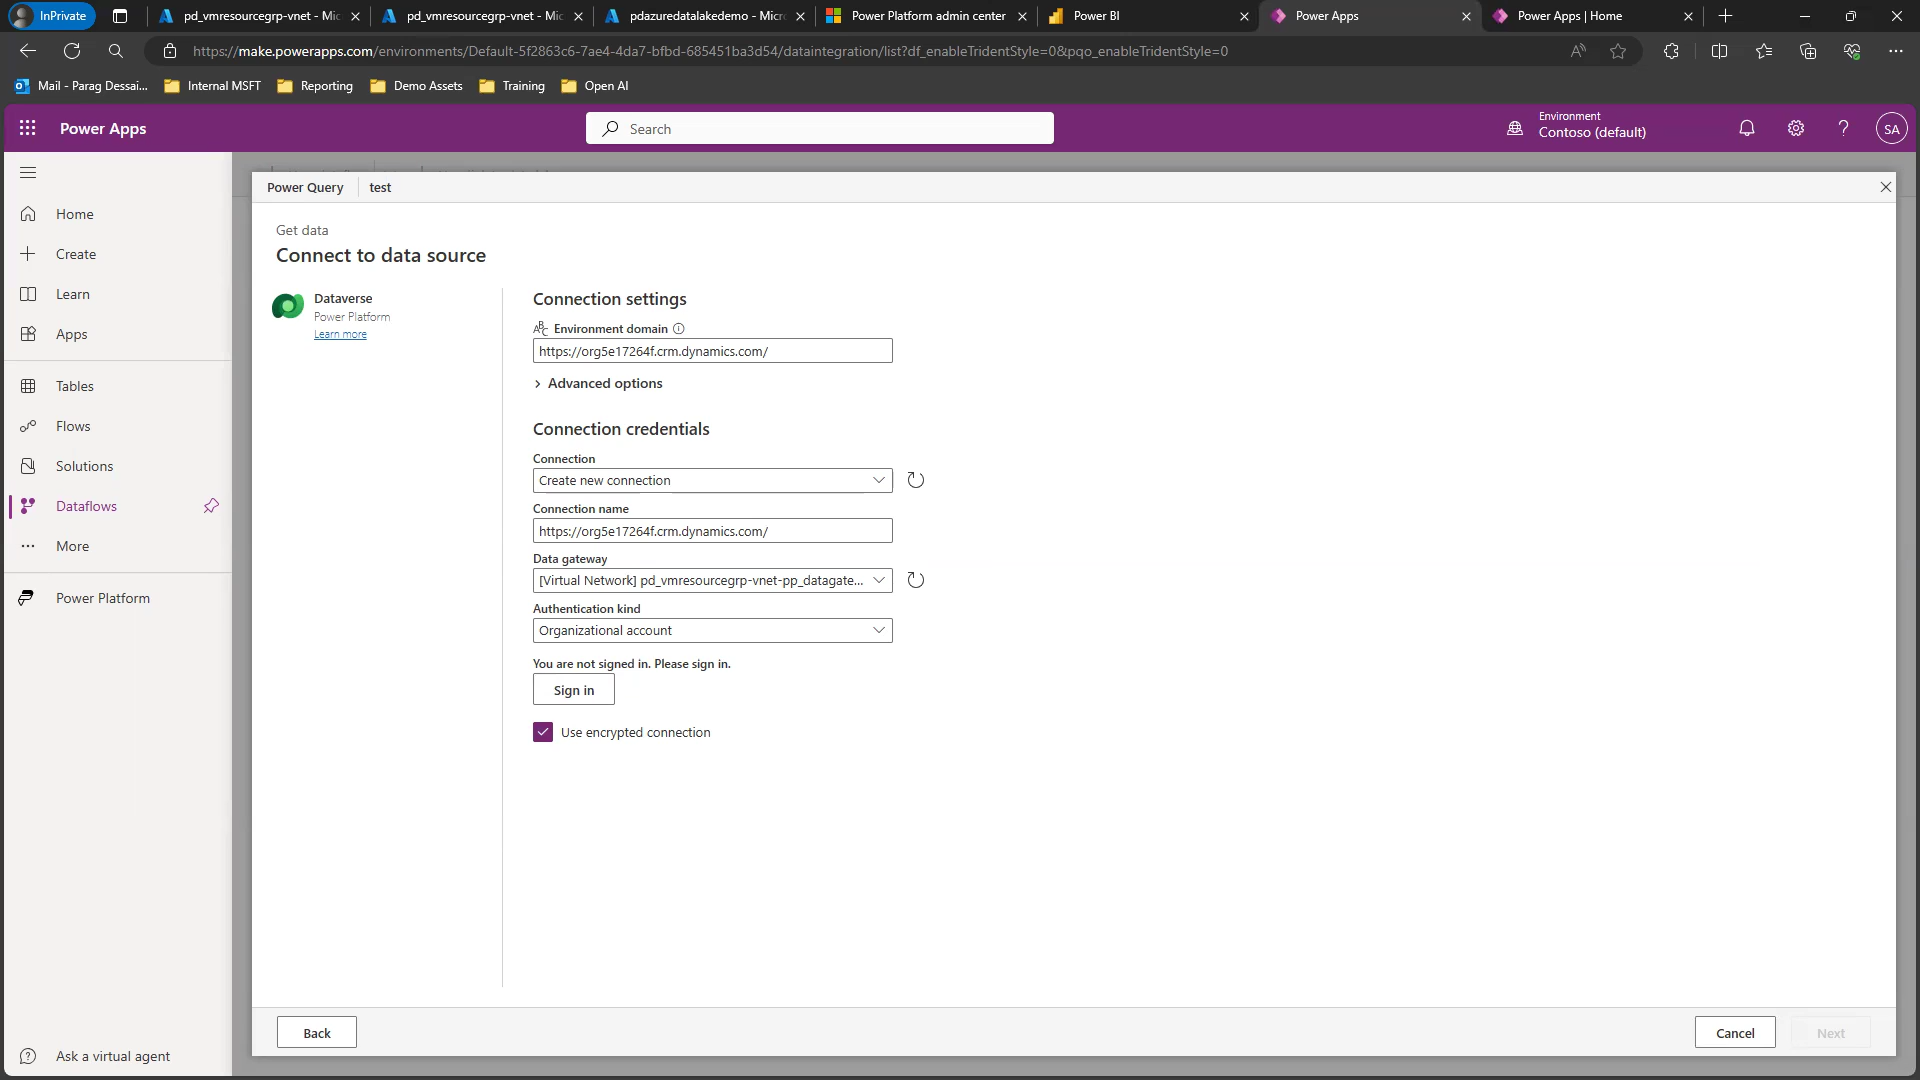 InPrivate
pd_vmresourcegrp-vnet - Mic
pd_vmresourcegrp-vnet - Mic
pdazuredatalakedemo - Micro
Power Platform admin center
Power BI
Power Apps
Power Apps | Home
https://make.powerapps.com/environments/Default-5f2863c6-7ae4-4da7-bfbd-685451ba3d54/dataintegration/list?df_enableTridentStyle=0&pqo_enableTridentStyle=0
Mail - Parag Dessai...
Internal MSFT
Reporting
Demo Assets
Training
Open AI
Power Apps
Search
Environment
Contoso (default)
SA
Home
Create
Learn
Apps
Tables
Flows
Solutions
Dataflows
More
Power Platform
Ask a virtual agent
Power Query
test
Get data
Connect to data source
Dataverse
Power Platform
Learn more
Connection settings
Environment domain
https://org5e17264f.crm.dynamics.com/
Advanced options
Connection credentials
Connection
Create new connection
Connection name
https://org5e17264f.crm.dynamics.com/
Data gateway
[Virtual Network] pd_vmresourcegrp-vnet-pp_datagate...
Authentication kind
Organizational account
You are not signed in. Please sign in.
Sign in
Use encrypted connection
Back
Cancel
Next